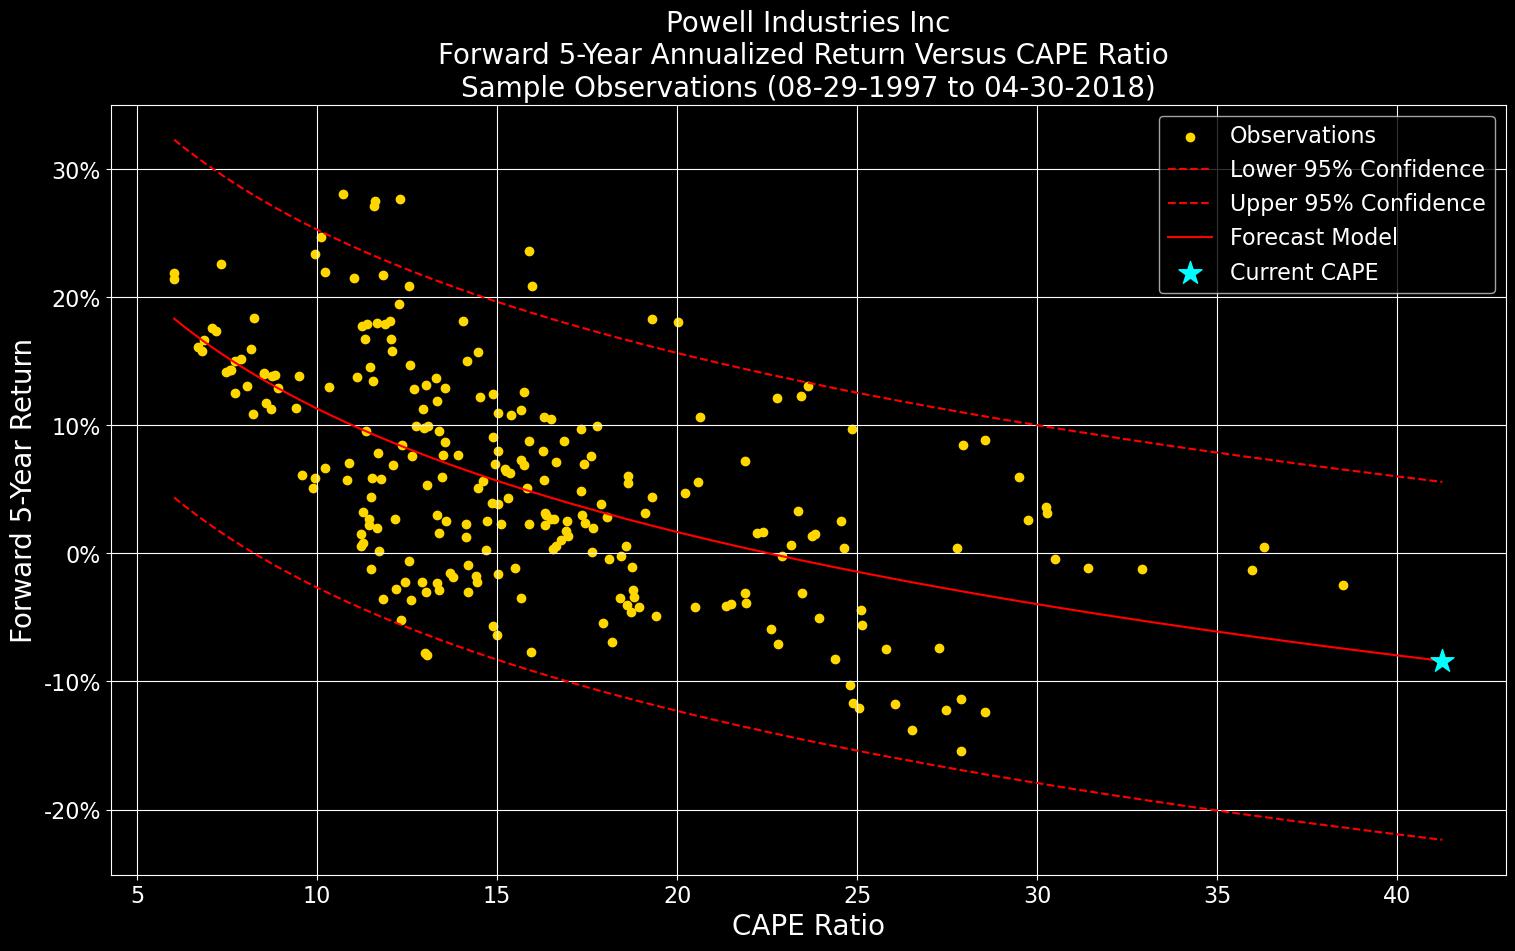 Powell Industries Inc
Forward 5-Year Annualized Return Versus CAPE Ratio
Sample Observations (08-29-1997 to 04-30-2018)
Observations
Lower 95% Confidence
Upper 95% Confidence
Forecast Model
Current CAPE
Forward 5-Year Return
30%
20%
10%
0%
-10%
-20%
5 10 15 20 25 30 35 40
CAPE Ratio